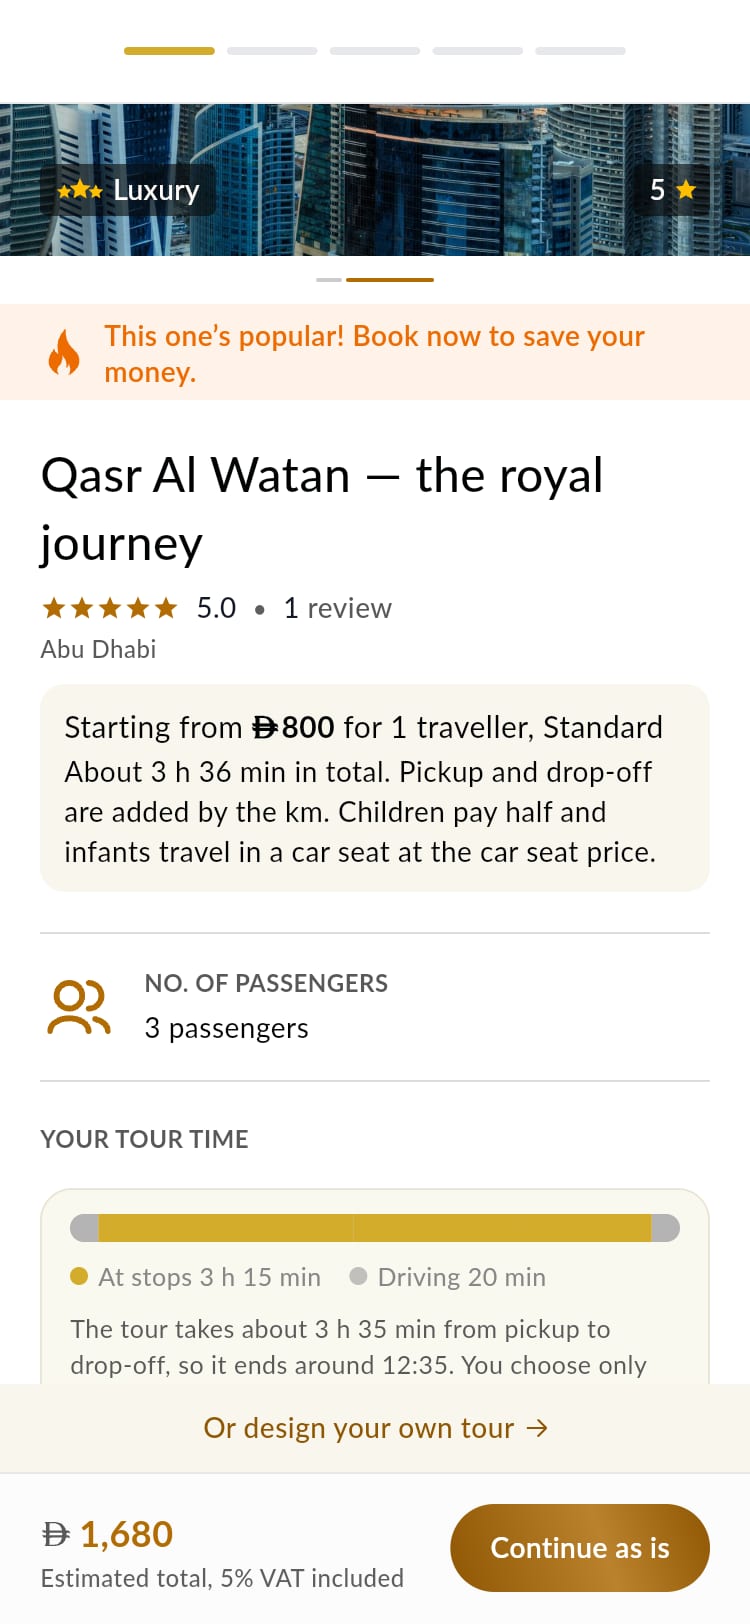 Luxury
5
This one’s popular! Book now to save your
money.
Qasr Al Watan — the royal
journey
5.0 • 1 review
Abu Dhabi
Starting from 800 for 1 traveller, Standard
About 3 h 36 min in total. Pickup and drop-off
are added by the km. Children pay half and
infants travel in a car seat at the car seat price.
NO. OF PASSENGERS
3 passengers
YOUR TOUR TIME
At stops 3 h 15 min Driving 20 min
The tour takes about 3 h 35 min from pickup to
drop-off, so it ends around 12:35. You choose only
Or design your own tour →
1,680
Estimated total, 5% VAT included
Continue as is